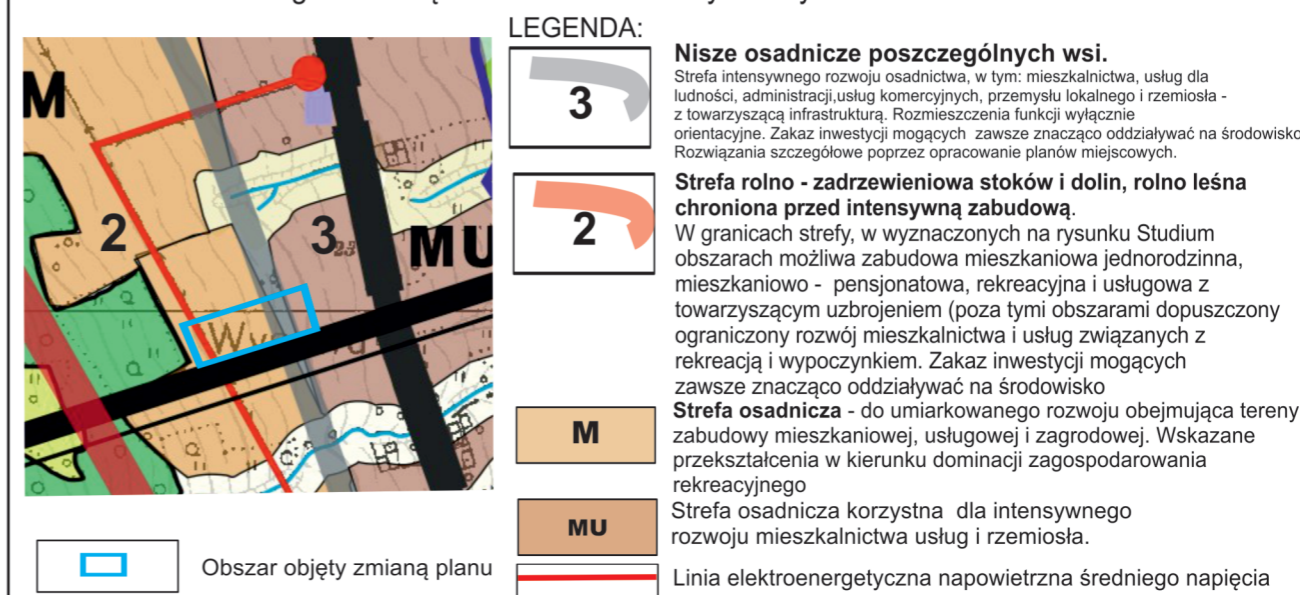 LEGENDA:
M
2
3
MU
3
Nisze osadnicze poszczególnych wsi.
Strefa intensywnego rozwoju osadnictwa, w tym: mieszkalnictwa, usług dla
ludności, administracji,usług komercyjnych, przemysłu lokalnego i rzemiosła -
z towarzyszącą infrastrukturą. Rozmieszczenia funkcji wyłącznie
orientacyjne. Zakaz inwestycji mogących zawsze znacząco oddziaływać na środowisko
Rozwiązania szczegółowe poprzez opracowanie planów miejscowych.
2
Strefa rolno - zadrzewieniowa stoków i dolin, rolno leśna
chroniona przed intensywną zabudową.
W granicach strefy, w wyznaczonych na rysunku Studium
obszarach możliwa zabudowa mieszkaniowa jednorodzinna,
mieszkaniowo - pensjonatowa, rekreacyjna i usługowa z
towarzyszącym uzbrojeniem (poza tymi obszarami dopuszczony
ograniczony rozwój mieszkalnictwa i usług związanych z
rekreacją i wypoczynkiem. Zakaz inwestycji mogących
zawsze znacząco oddziaływać na środowisko
M
Strefa osadnicza - do umiarkowanego rozwoju obejmująca tereny
zabudowy mieszkaniowej, usługowej i zagrodowej. Wskazane
przekształcenia w kierunku dominacji zagospodarowania
rekreacyjnego
MU
Strefa osadnicza korzystna dla intensywnego
rozwoju mieszkalnictwa usług i rzemiosła.
Obszar objęty zmianą planu
Linia elektroenergetyczna napowietrzna średniego napięcia